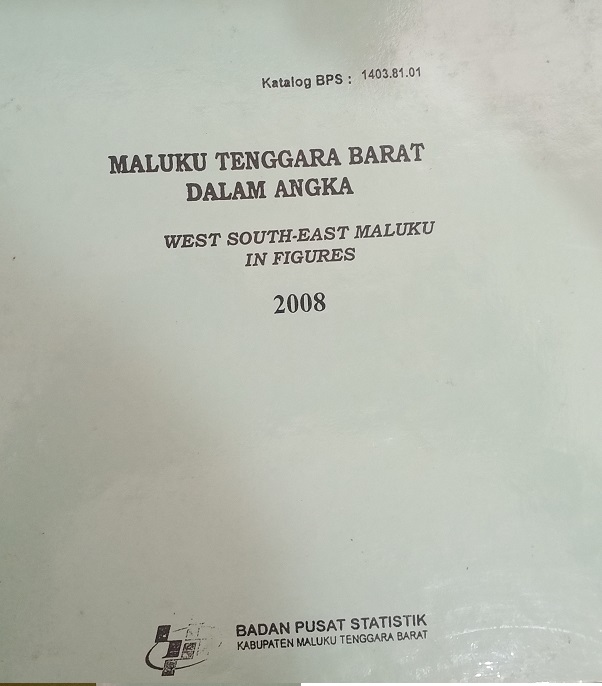 Katalog BPS : 1403.81.01
MALUKU TENGGARA BARAT
DALAM ANGKA
WEST SOUTH-EAST MALUKU
IN FIGURES
2008
BADAN PUSAT STATISTIK
KABUPATEN MALUKU TENGGARA BARAT